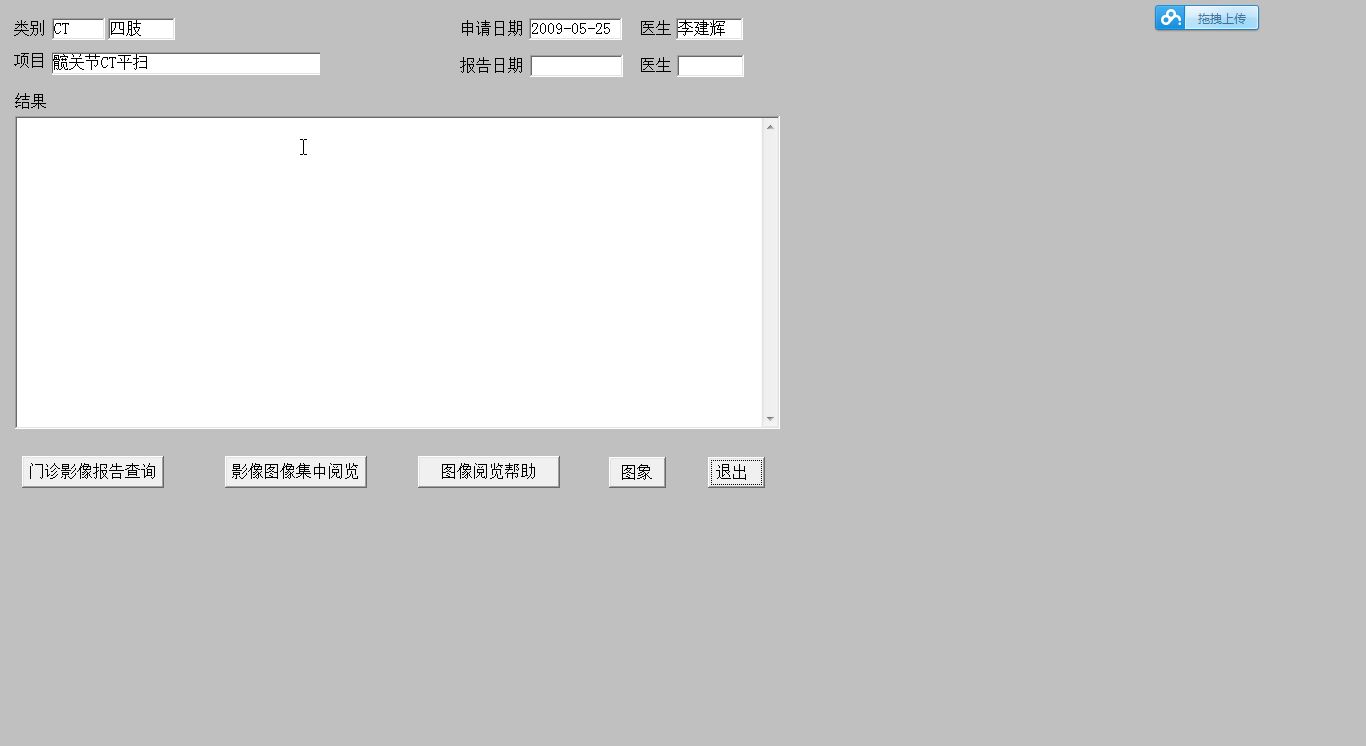 类别 CT 四肢 申请日期 2009-05-25 医生 李建辉 拖拽上传
项目 髋关节CT平扫 报告日期 医生
结果
门诊影像报告查询 影像图像集中阅览 图像阅览帮助 图象 退出